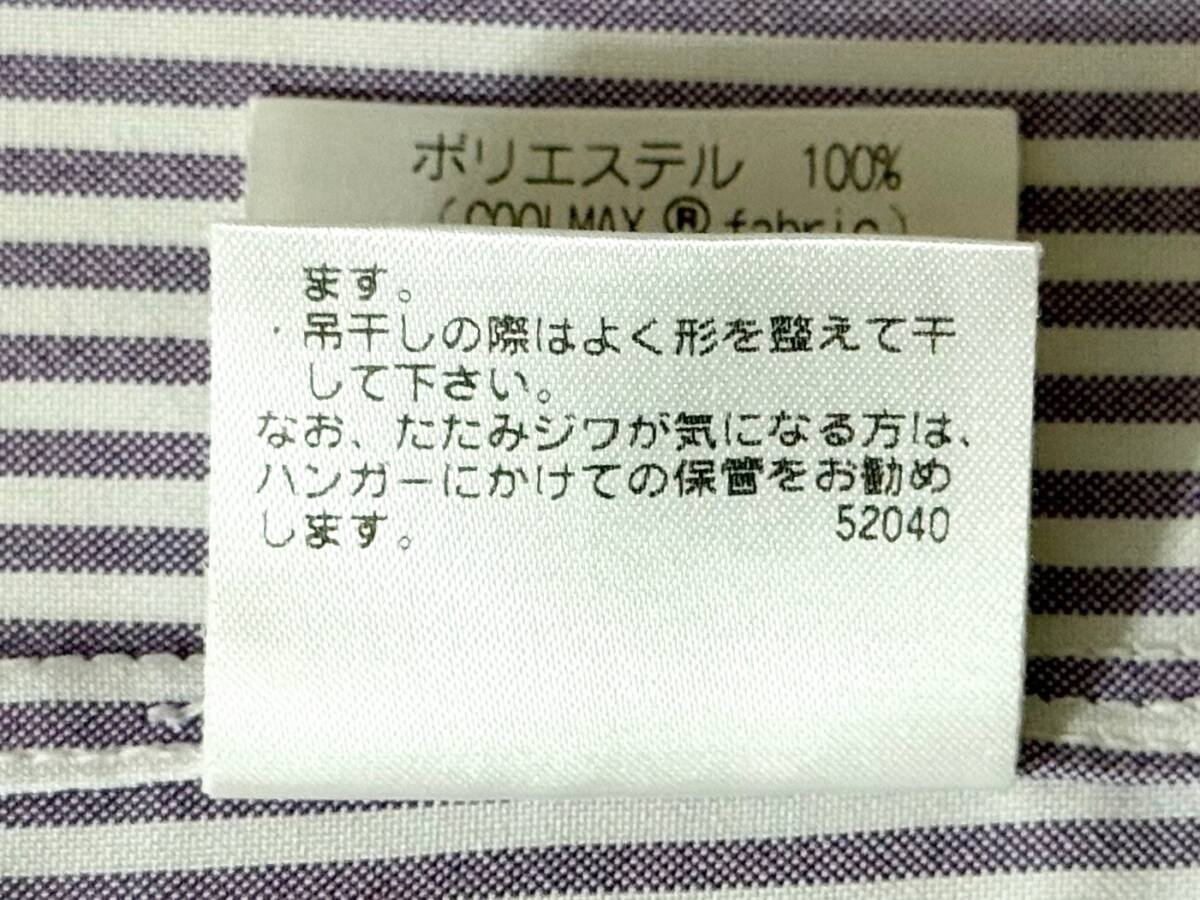 ポリエステル 100%
(COOLMAX ® fabric)
ます。
・吊干しの際はよく形を整えて干
して下さい。
なお、たたみジワが気になる方は、
ハンガーにかけての保管をお勧め
します。 52040